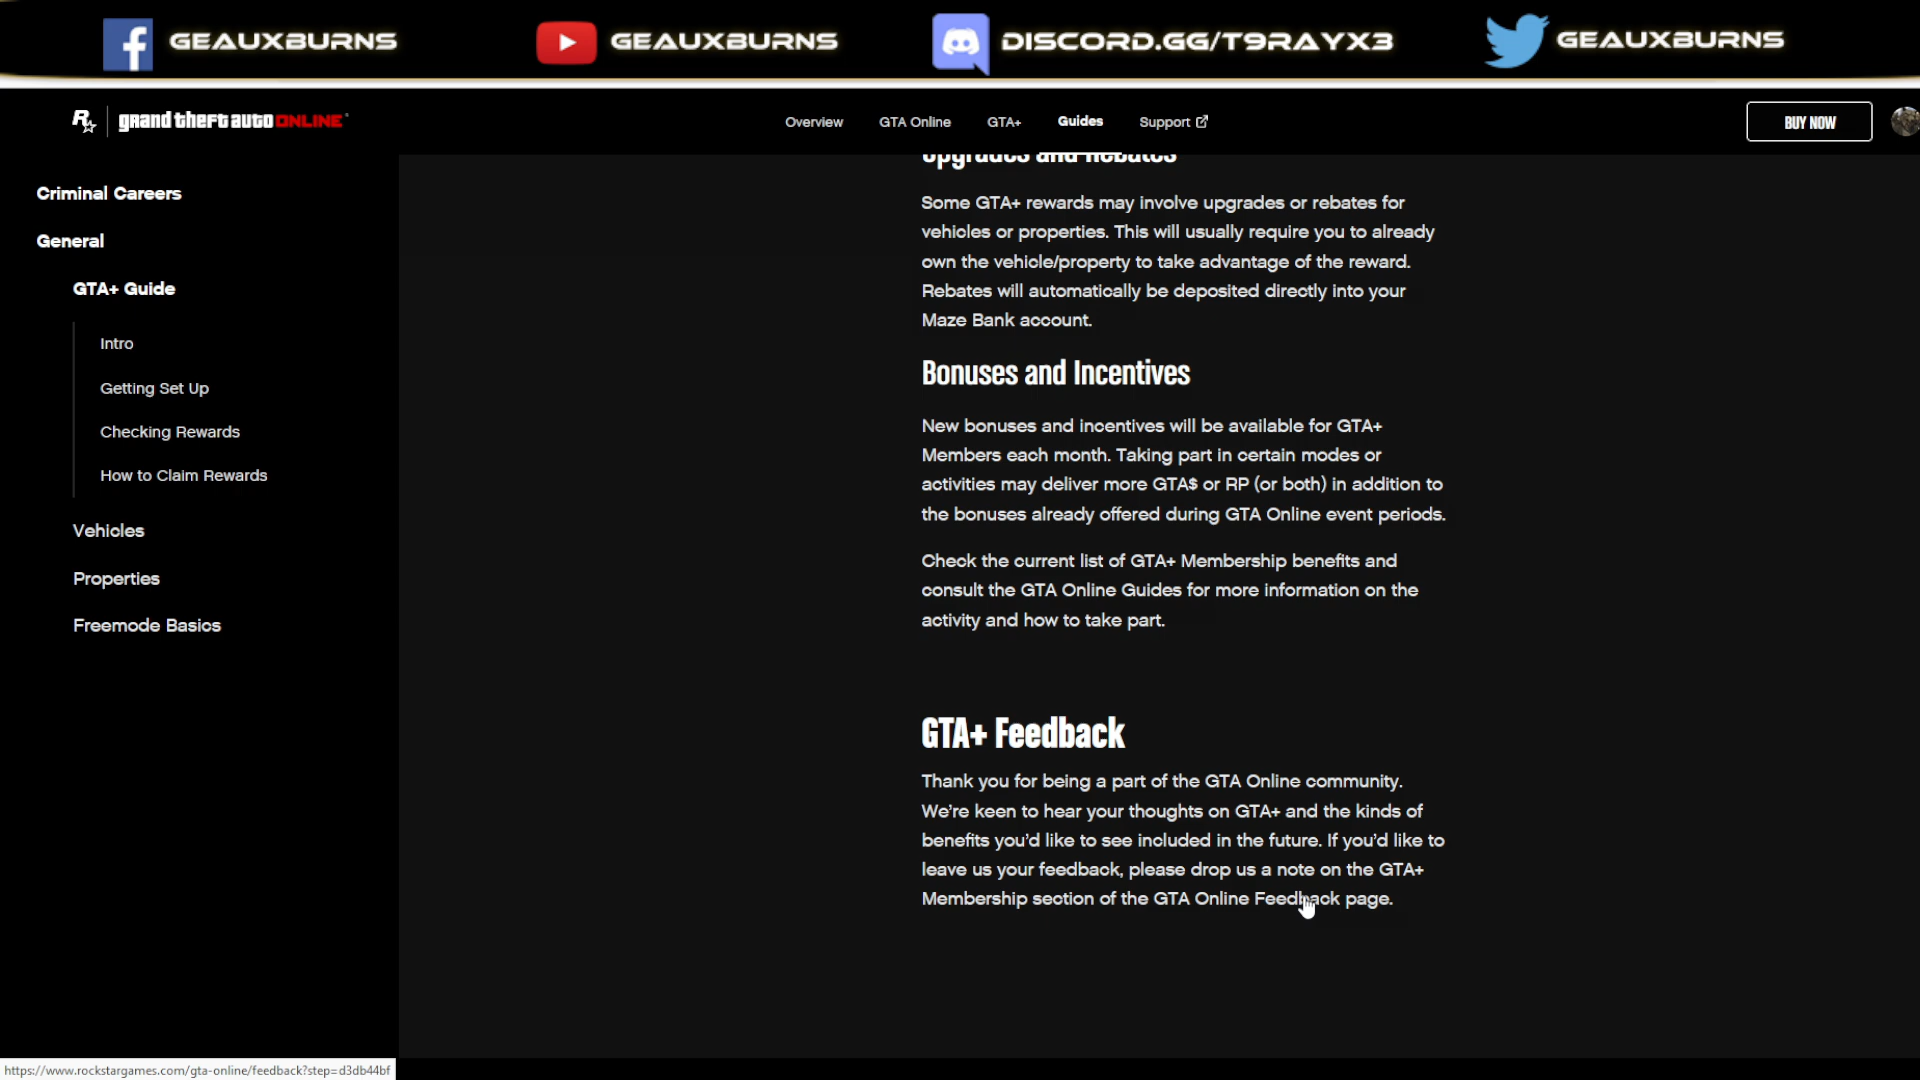 GEAUXBURNS
GEAUXBURNS
DISCORD.GG/T9RAYX3
GEAUXBURNS
grand theft auto ONLINE
Overview
GTA Online
GTA+
Guides
Support
BUY NOW
Criminal Careers
General
GTA+ Guide
Intro
Getting Set Up
Checking Rewards
How to Claim Rewards
Vehicles
Properties
Freemode Basics
Upgrades and Rebates
Some GTA+ rewards may involve upgrades or rebates for
vehicles or properties. This will usually require you to already
own the vehicle/property to take advantage of the reward.
Rebates will automatically be deposited directly into your
Maze Bank account.
Bonuses and Incentives
New bonuses and incentives will be available for GTA+
Members each month. Taking part in certain modes or
activities may deliver more GTA$ or RP (or both) in addition to
the bonuses already offered during GTA Online event periods.
Check the current list of GTA+ Membership benefits and
consult the GTA Online Guides for more information on the
activity and how to take part.
GTA+ Feedback
Thank you for being a part of the GTA Online community.
We're keen to hear your thoughts on GTA+ and the kinds of
benefits you'd like to see included in the future. If you'd like to
leave us your feedback, please drop us a note on the GTA+
Membership section of the GTA Online Feedback page.
https://www.rockstargames.com/gta-online/feedback?step=d3db44bf